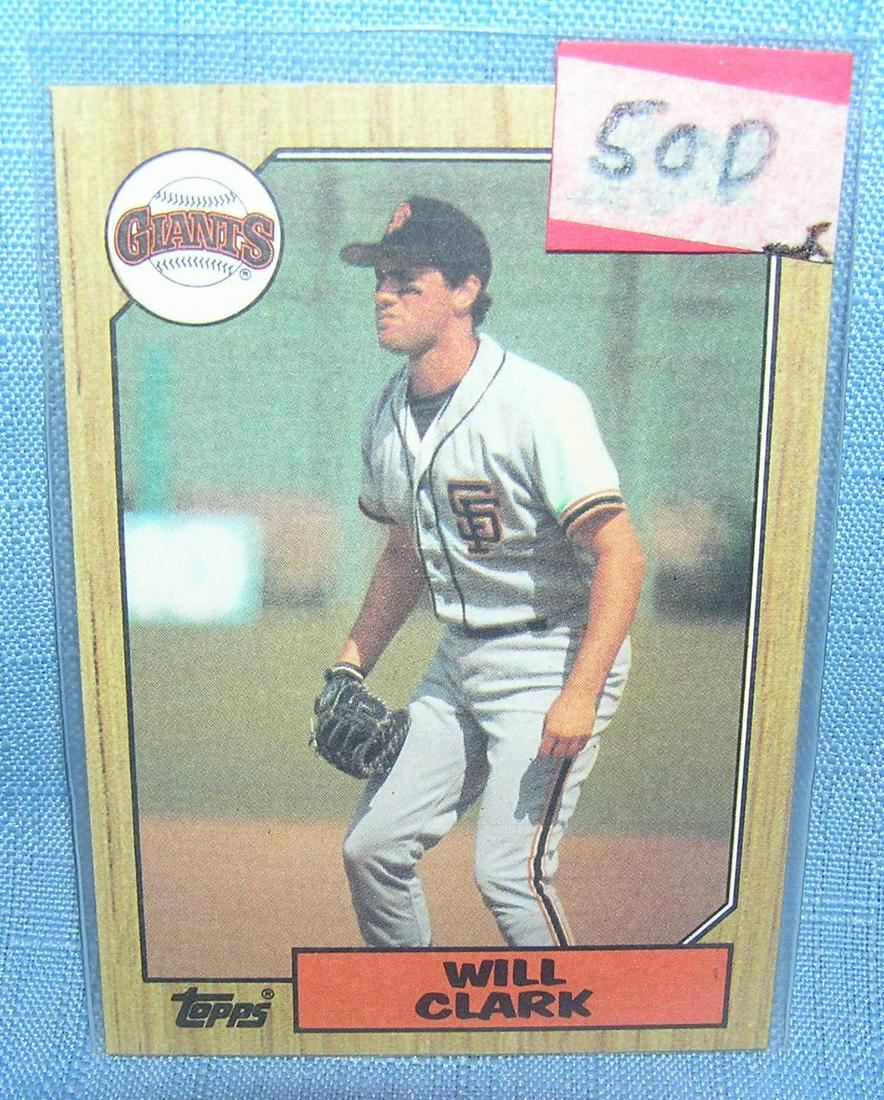 500
GIANTS
®
SF
WILL
CLARK
topps®